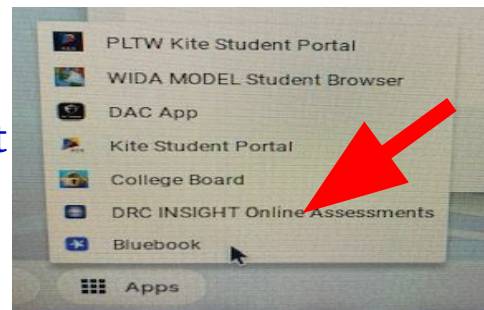 PLTW Kite Student Portal
WIDA MODEL Student Browser
DAC App
t
Kite Student Portal
College Board
DRC INSIGHT Online Assessments
Bluebook
Apps